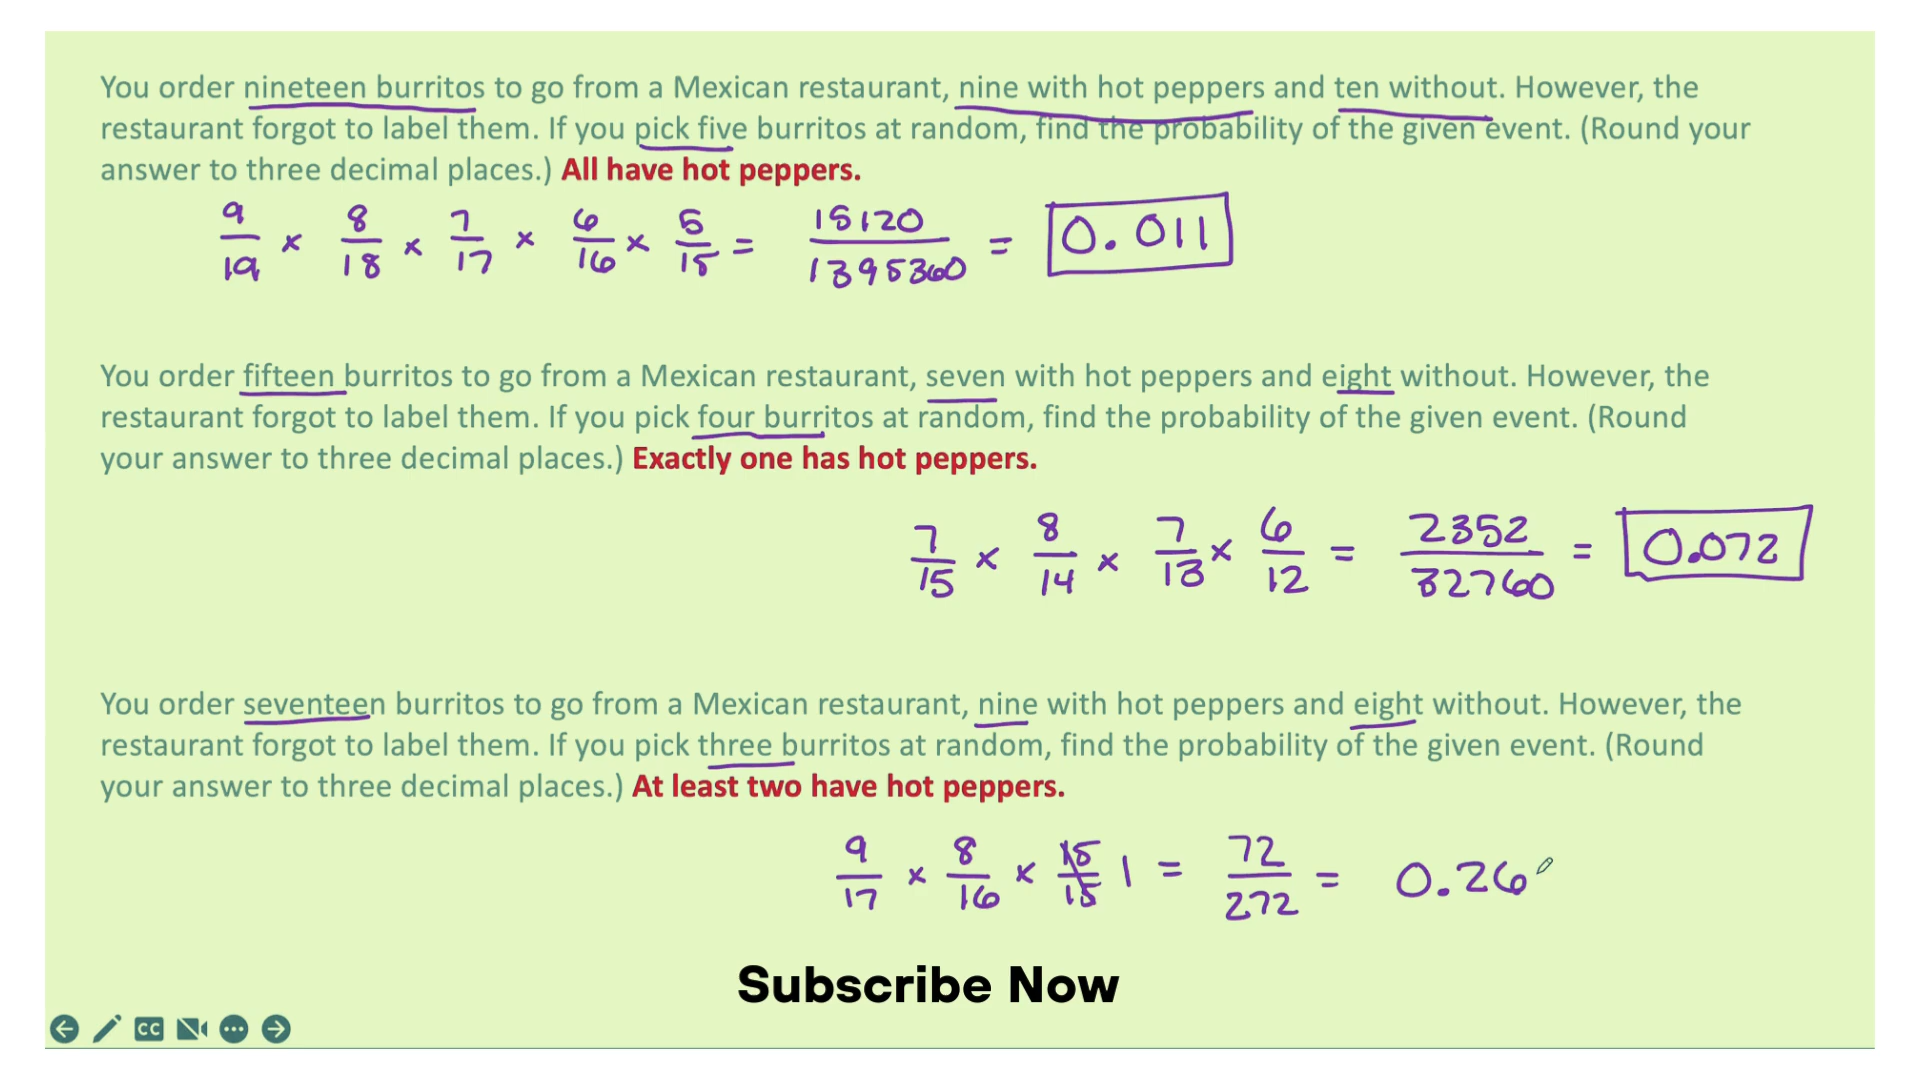 You order nineteen burritos to go from a Mexican restaurant, nine with hot peppers and ten without. However, the
restaurant forgot to label them. If you pick five burritos at random, find the probability of the given event. (Round your
answer to three decimal places.) All have hot peppers.
9/19 × 8/18 × 7/17 × 6/16 × 5/15 = 15120/1395360 = 0.011
You order fifteen burritos to go from a Mexican restaurant, seven with hot peppers and eight without. However, the
restaurant forgot to label them. If you pick four burritos at random, find the probability of the given event. (Round
your answer to three decimal places.) Exactly one has hot peppers.
7/15 × 8/14 × 7/13 × 6/12 = 2352/32760 = 0.072
You order seventeen burritos to go from a Mexican restaurant, nine with hot peppers and eight without. However, the
restaurant forgot to label them. If you pick three burritos at random, find the probability of the given event. (Round
your answer to three decimal places.) At least two have hot peppers.
9/17 × 8/16 × 15/15 1 = 72/272 = 0.26
Subscribe Now
CC